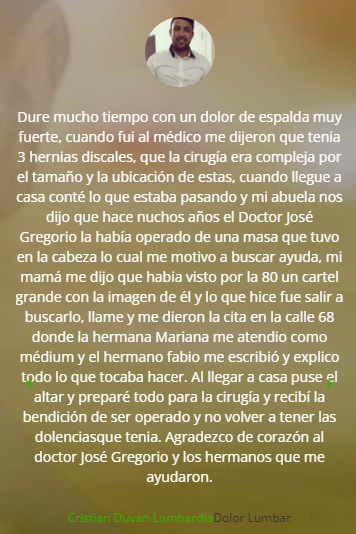 Dure mucho tiempo con un dolor de espalda muy
fuerte, cuando fui al médico me dijeron que tenia
3 hernias discales, que la cirugía era compleja por
el tamaño y la ubicación de estas, cuando llegue a
casa conté lo que estaba pasando y mi abuela nos
dijo que hace nuchos años el Doctor José
Gregorio la había operado de una masa que tuvo
en la cabeza lo cual me motivo a buscar ayuda, mi
mamá me dijo que habia visto por la 80 un cartel
grande con la imagen de él y lo que hice fue salir a
buscarlo, llame y me dieron la cita en la calle 68
donde la hermana Mariana me atendio como
médium y el hermano fabio me escribió y explico
todo lo que tocaba hacer. Al llegar a casa puse el
altar y preparé todo para la cirugía y recibí la
bendición de ser operado y no volver a tener las
dolenciasque tenia. Agradezco de corazón al
doctor José Gregorio y los hermanos que me
ayudaron.
Cristian Duvan LombardiaDolor Lumbar